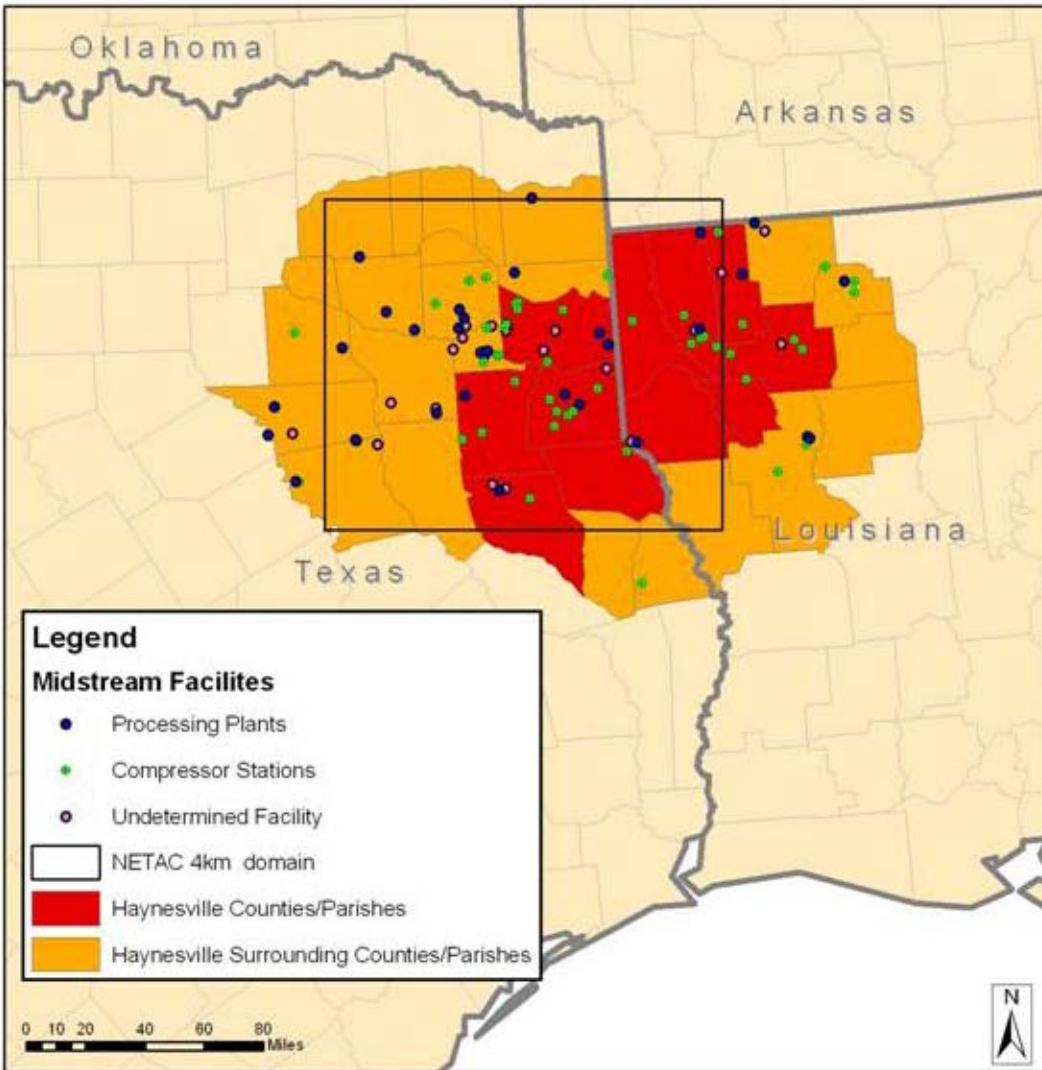 Oklahoma
Arkansas
Louisiana
Texas
Legend
Midstream Facilites
Processing Plants
Compressor Stations
Undetermined Facility
NETAC 4km domain
Haynesville Counties/Parishes
Haynesville Surrounding Counties/Parishes
0 10 20 40 60 80
Miles
N